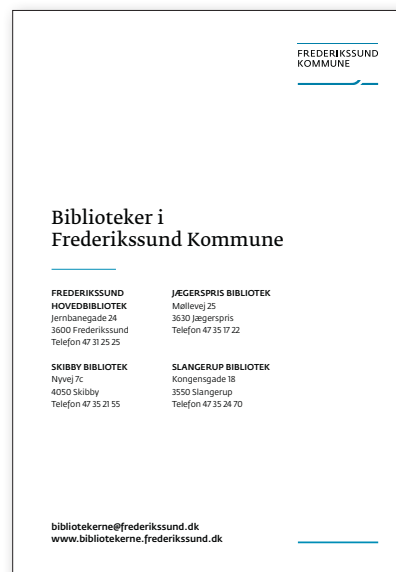 FREDERIKSSUND
KOMMUNE
Biblioteker i
Frederikssund Kommune
FREDERIKSSUND
HOVEDBIBLIOTEK
Jernbanegade 24
3600 Frederikssund
Telefon 47 31 25 25
JÆGERSPRIS BIBLIOTEK
Møllevej 25
3630 Jægerspris
Telefon 47 35 17 22
SKIBBY BIBLIOTEK
Nyvej 7c
4050 Skibby
Telefon 47 35 21 55
SLANGERUP BIBLIOTEK
Kongensgade 18
3550 Slangerup
Telefon 47 35 24 70
bibliotekerne@frederikssund.dk
www.bibliotekerne.frederikssund.dk